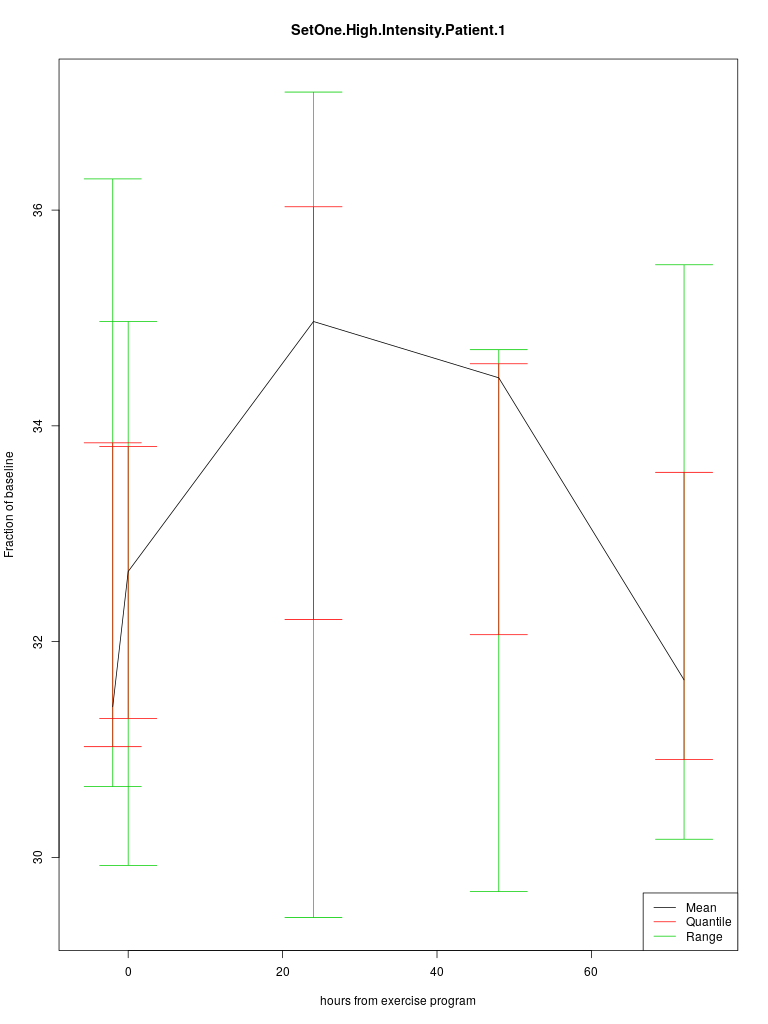 SetOne.High.Intensity.Patient.1
Fraction of baseline
36
34
32
30
0
20
40
60
hours from exercise program
Mean
Quantile
Range